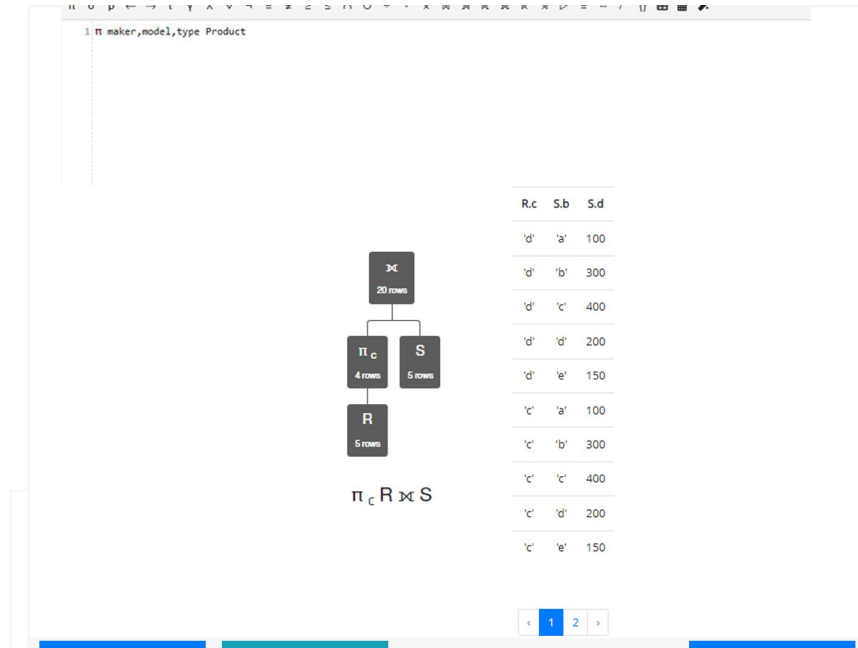 1 π maker,model,type Product
R.c S.b S.d
'd' 'a' 100
'd' 'b' 300
'd' 'c' 400
'd' 'd' 200
'd' 'e' 150
'c' 'a' 100
'c' 'b' 300
'c' 'c' 400
'c' 'd' 200
'c' 'e' 150
⋈
20 rows
π c S
4 rows 5 rows
R
5 rows
π c R ⋈ S
‹ 1 2 ›